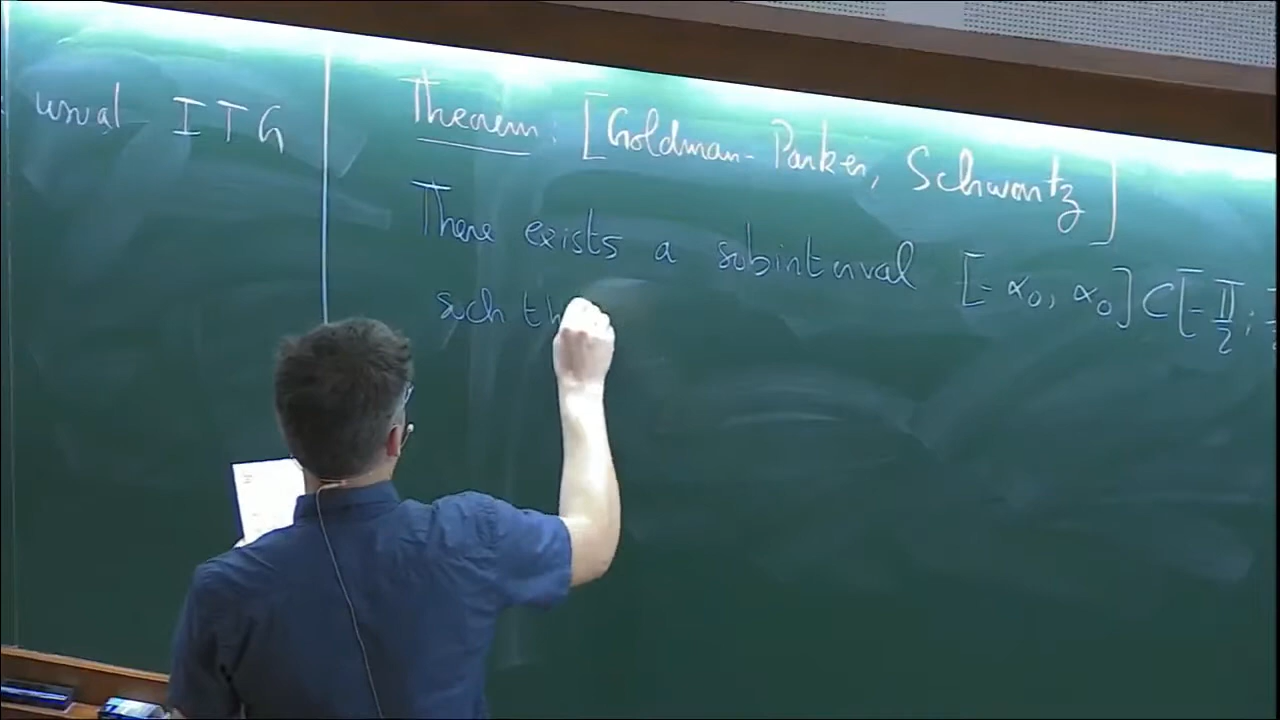 usual ITG
Theorem: [Goldman-Parker, Schwartz]
There exists a subinterval [-α₀, α₀] ⊂ [-π/2;
such th